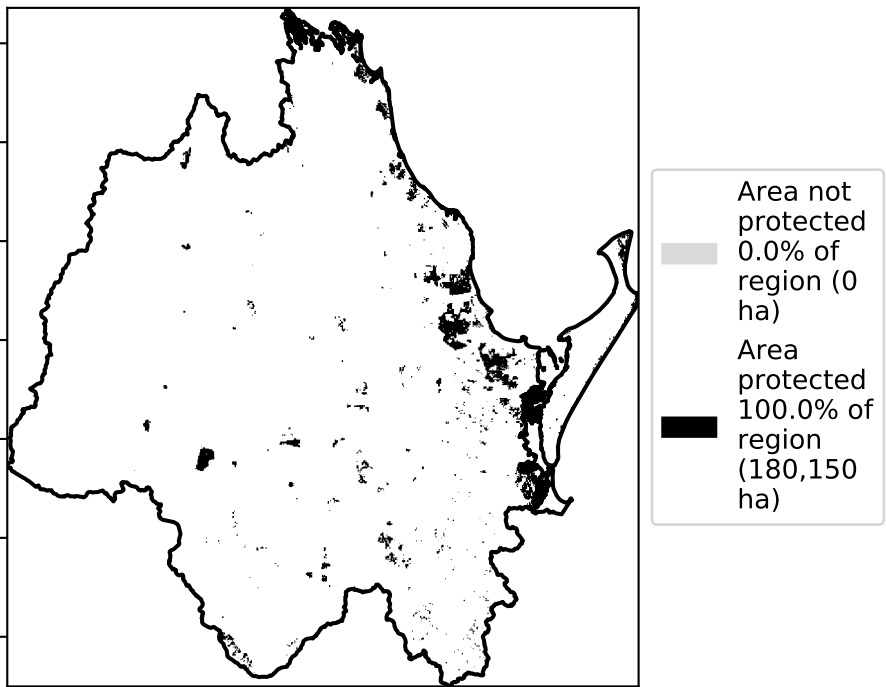 Area not
protected
0.0% of
region (0
ha)
Area
protected
100.0% of
region
(180,150
ha)